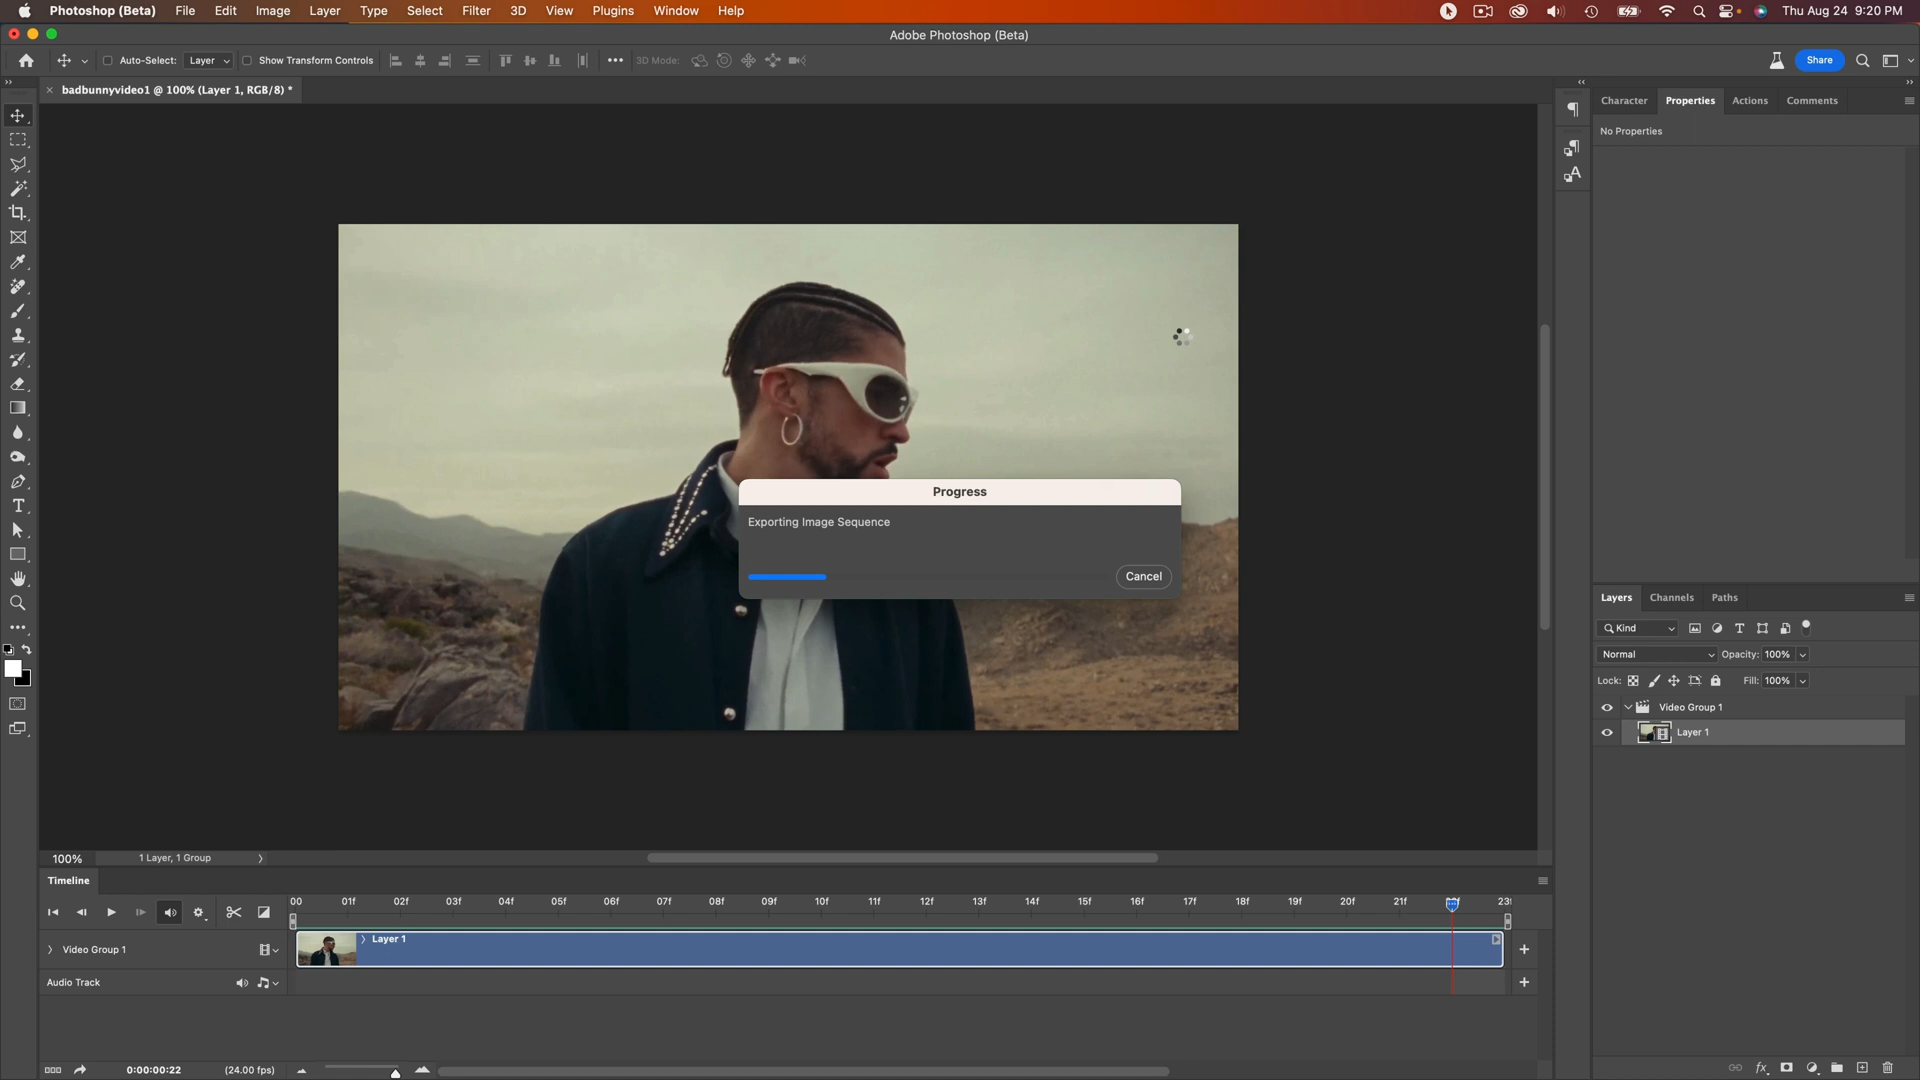 Photoshop (Beta) File Edit Image Layer Type Select Filter 3D View Plugins Window Help
Thu Aug 24 9:20 PM
Adobe Photoshop (Beta)
Auto-Select: Layer Show Transform Controls
3D Mode:
Share
badbunnyvideo1 @ 100% (Layer 1, RGB/8) *
Character Properties Actions Comments
No Properties
Progress
Exporting Image Sequence
Cancel
Layers Channels Paths
Kind
Normal Opacity: 100%
Lock: Fill: 100%
Video Group 1
Layer 1
100% 1 Layer, 1 Group
Timeline
00 01f 02f 03f 04f 05f 06f 07f 08f 09f 10f 11f 12f 13f 14f 15f 16f 17f 18f 19f 20f 21f
Video Group 1
Layer 1
Audio Track
0:00:00:22 (24.00 fps)